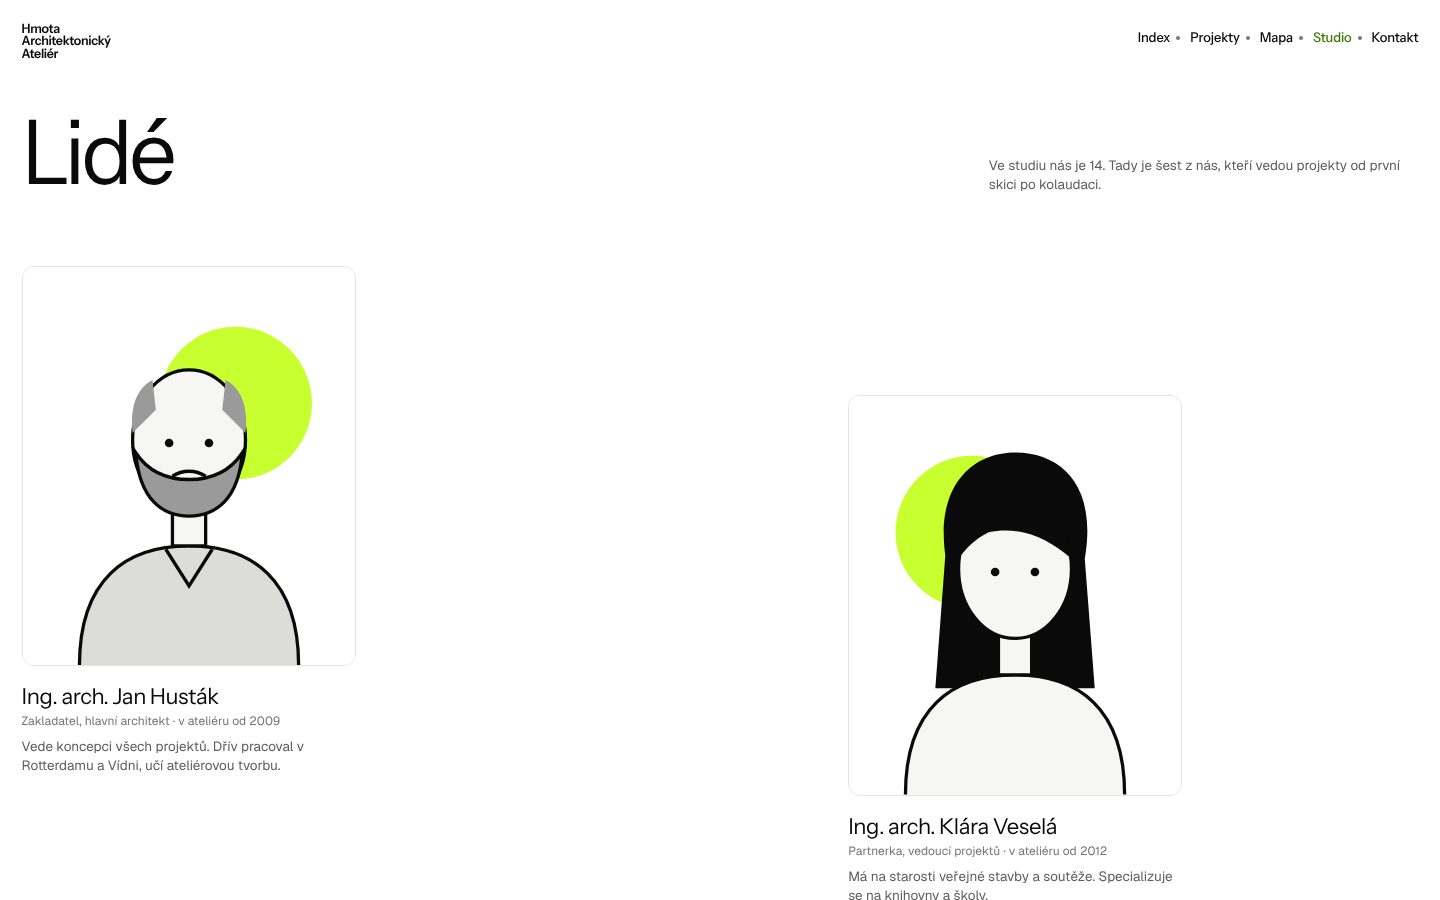 Hmota
Architektonický
Ateliér
Index • Projekty • Mapa • Studio • Kontakt
Lidé
Ve studiu nás je 14. Tady je šest z nás, kteří vedou projekty od první
skici po kolaudaci.
Ing. arch. Jan Husták
Zakladatel, hlavní architekt · v ateliéru od 2009
Vede koncepci všech projektů. Dřív pracoval v
Rotterdamu a Vídni, učí ateliérovou tvorbu.
Ing. arch. Klára Veselá
Partnerka, vedoucí projektů · v ateliéru od 2012
Má na starosti veřejné stavby a soutěže. Specializuje
se na knihovny a školy.